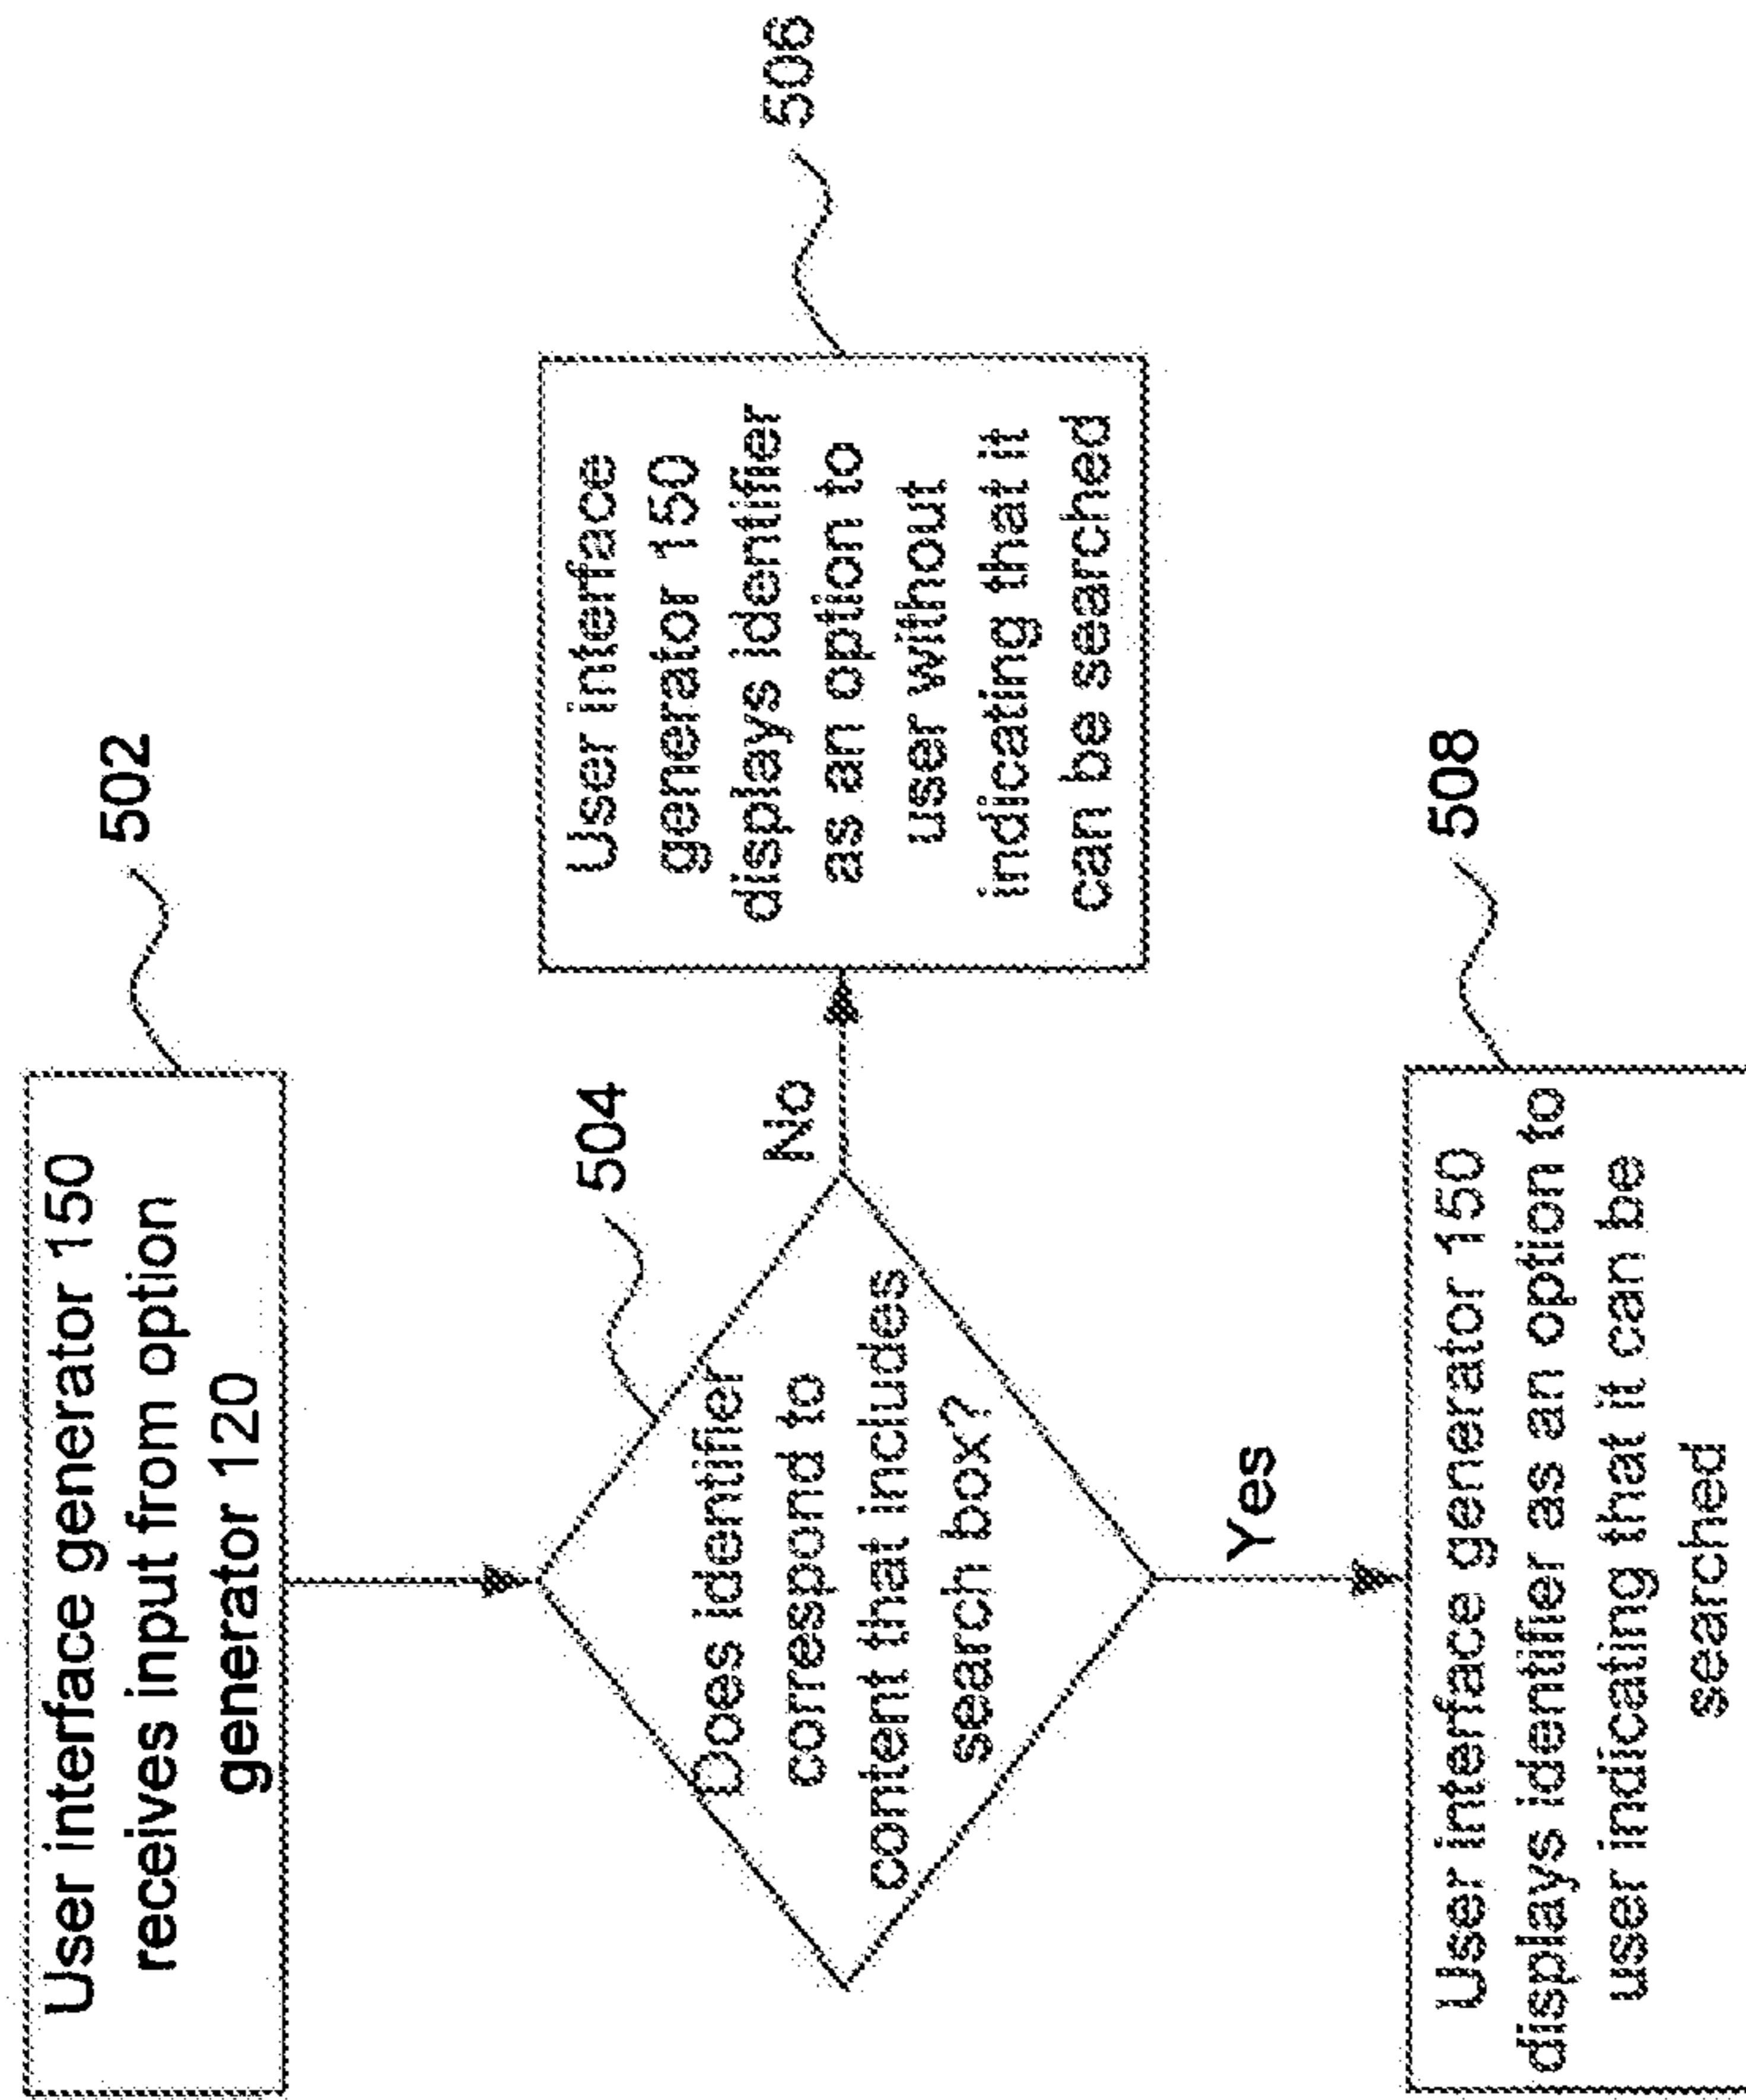 User interface generator 150
receives input from option
generator 120
502
Does identifier
correspond to
content that includes
search box?
504
No
User interface
generator 150
displays identifier
as an option to
user without
indicating that it
can be searched
506
Yes
User interface generator 150
displays identifier as an option to
user indicating that it can be
searched
508